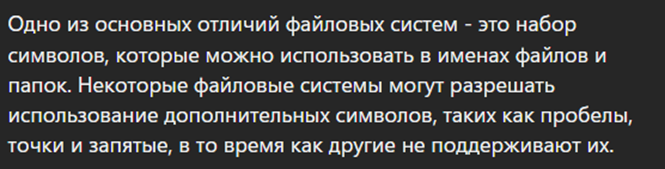 Одно из основных отличий файловых систем - это набор
символов, которые можно использовать в именах файлов и
папок. Некоторые файловые системы могут разрешать
использование дополнительных символов, таких как пробелы,
точки и запятые, в то время как другие не поддерживают их.